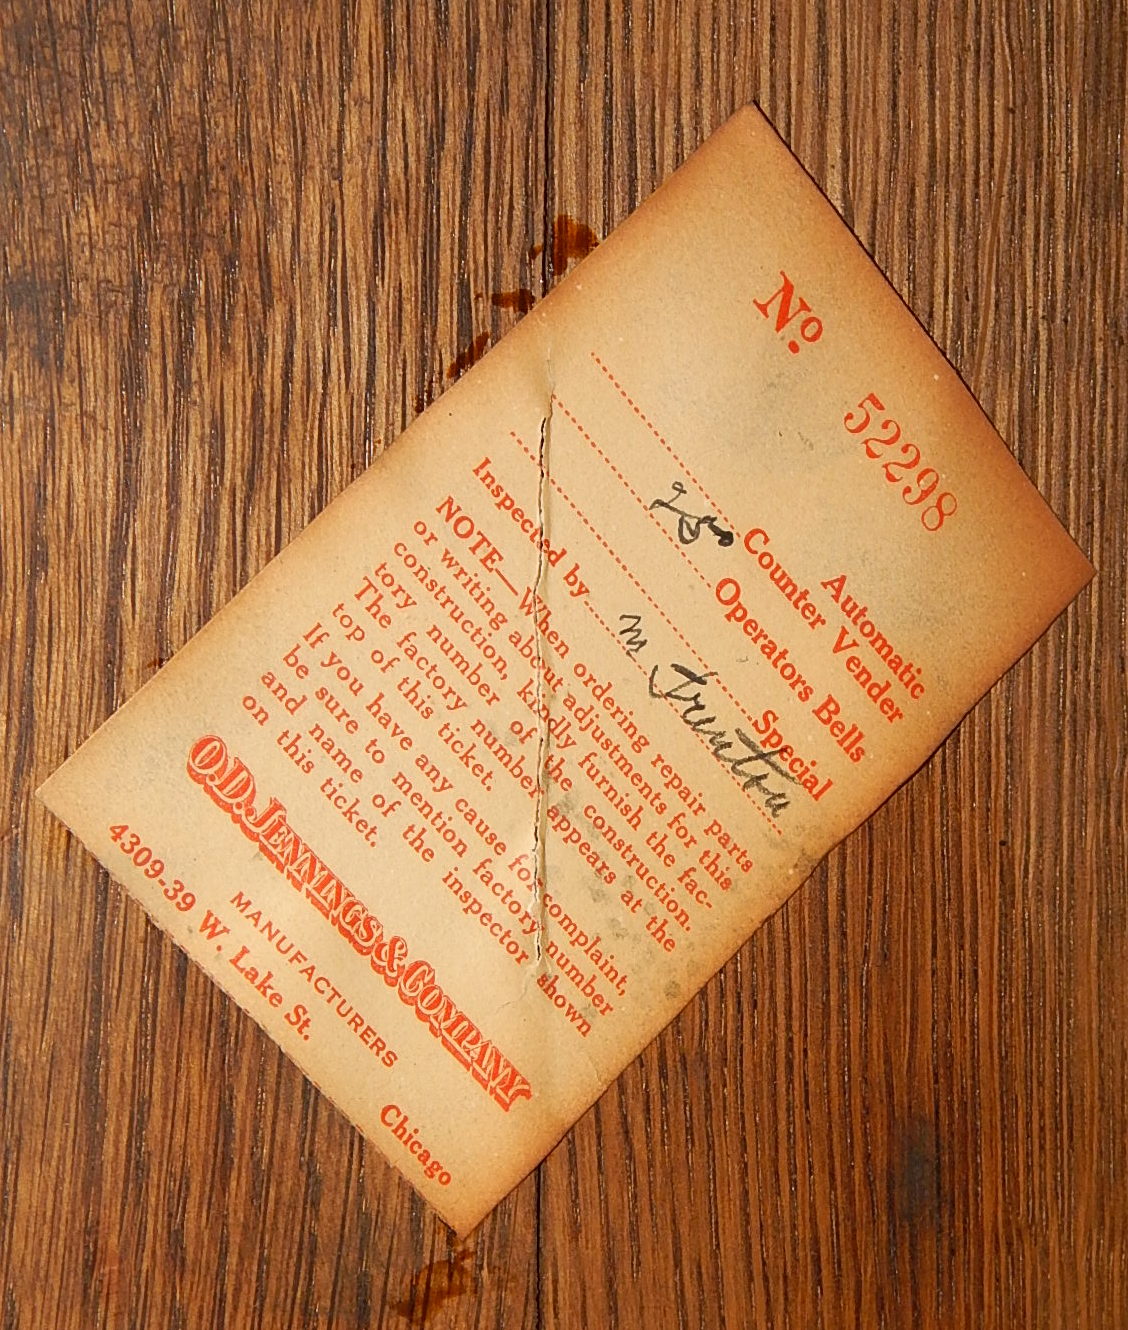 Nº 52298
Automatic
Counter Vender
Operators Bells
Special
Inspected by
NOTE—When ordering repair parts
or writing about adjustments for this
construction, kindly furnish the fac-
tory number of the construction.
The factory number appears at the
top of this ticket.
If you have any cause for complaint,
be sure to mention factory number
and name of the inspector shown
on this ticket.
O.D. JENNINGS & COMPANY
MANUFACTURERS
4309-39 W. Lake St. Chicago